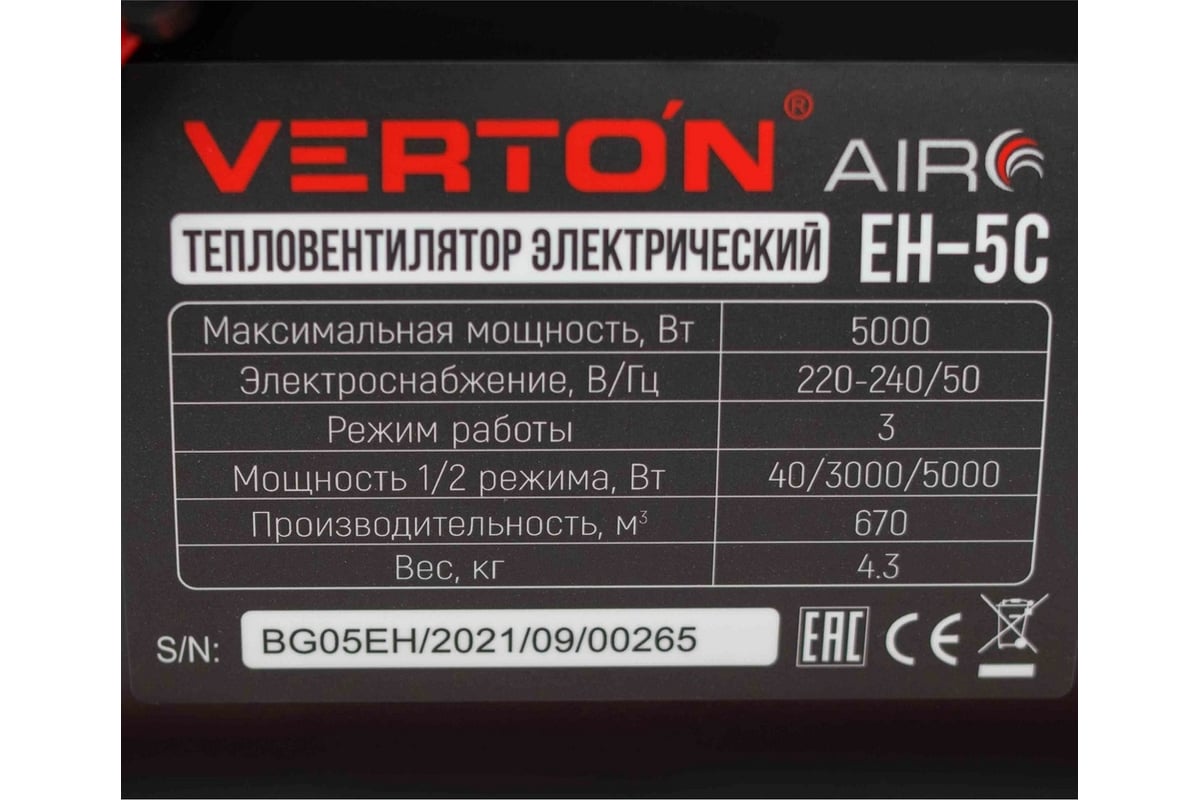 VERTO'N ®
AIR
ТЕПЛОВЕНТИЛЯТОР ЭЛЕКТРИЧЕСКИЙ EH-5C
Максимальная мощность, Вт 5000
Электроснабжение, В/Гц 220-240/50
Режим работы 3
Мощность 1/2 режима, Вт 40/3000/5000
Производительность, м³ 670
Вес, кг 4.3
S/N: BG05EH/2021/09/00265 EAC CE